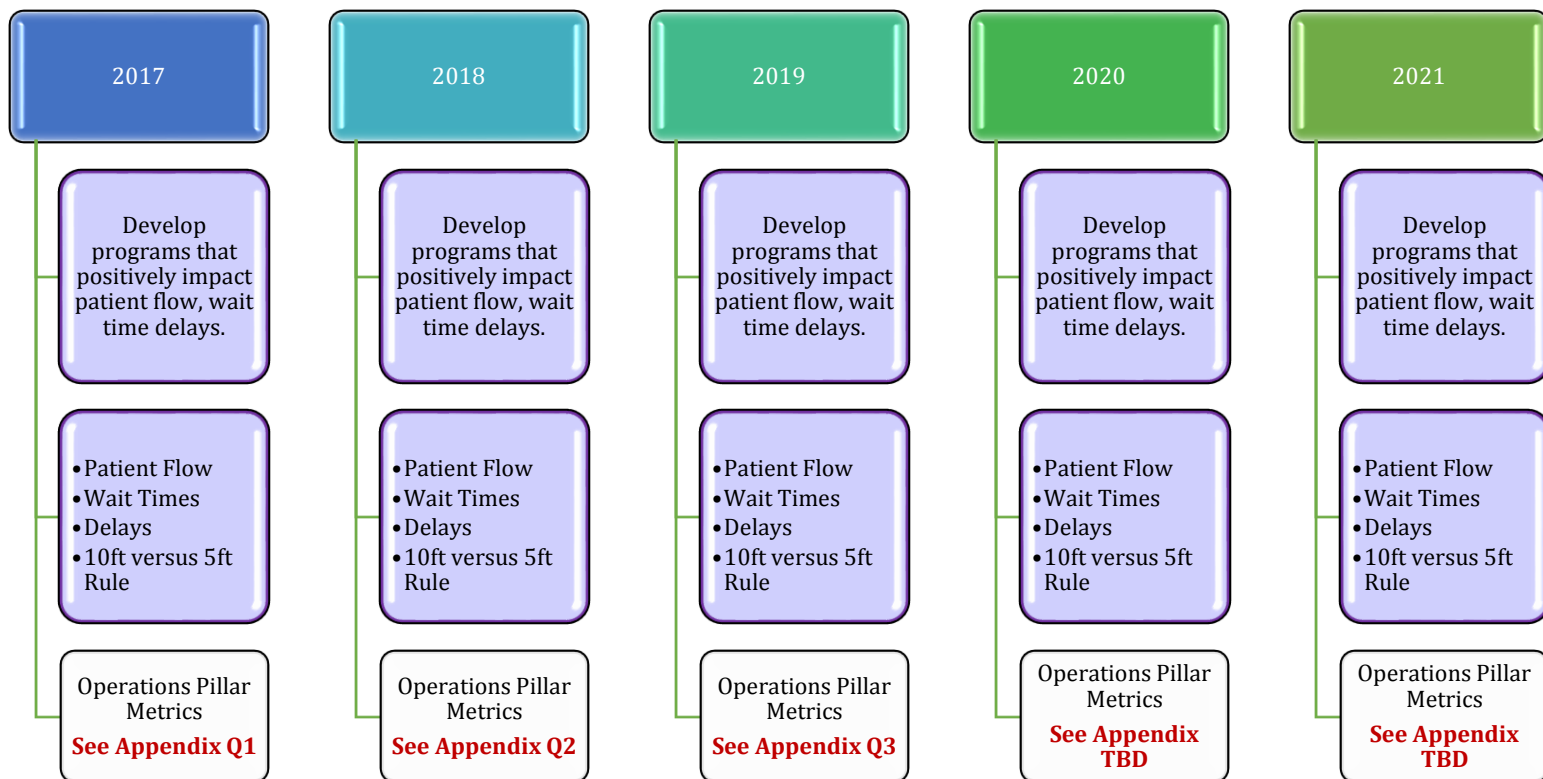 2017
Develop
programs that
positively impact
patient flow, wait
time delays.
•Patient Flow
•Wait Times
•Delays
•10ft versus 5ft
Rule
Operations Pillar
Metrics
See Appendix Q1
2018
Develop
programs that
positively impact
patient flow, wait
time delays.
•Patient Flow
•Wait Times
•Delays
•10ft versus 5ft
Rule
Operations Pillar
Metrics
See Appendix Q2
2019
Develop
programs that
positively impact
patient flow, wait
time delays.
•Patient Flow
•Wait Times
•Delays
•10ft versus 5ft
Rule
Operations Pillar
Metrics
See Appendix Q3
2020
Develop
programs that
positively impact
patient flow, wait
time delays.
•Patient Flow
•Wait Times
•Delays
•10ft versus 5ft
Rule
Operations Pillar
Metrics
See Appendix
TBD
2021
Develop
programs that
positively impact
patient flow, wait
time delays.
•Patient Flow
•Wait Times
•Delays
•10ft versus 5ft
Rule
Operations Pillar
Metrics
See Appendix
TBD